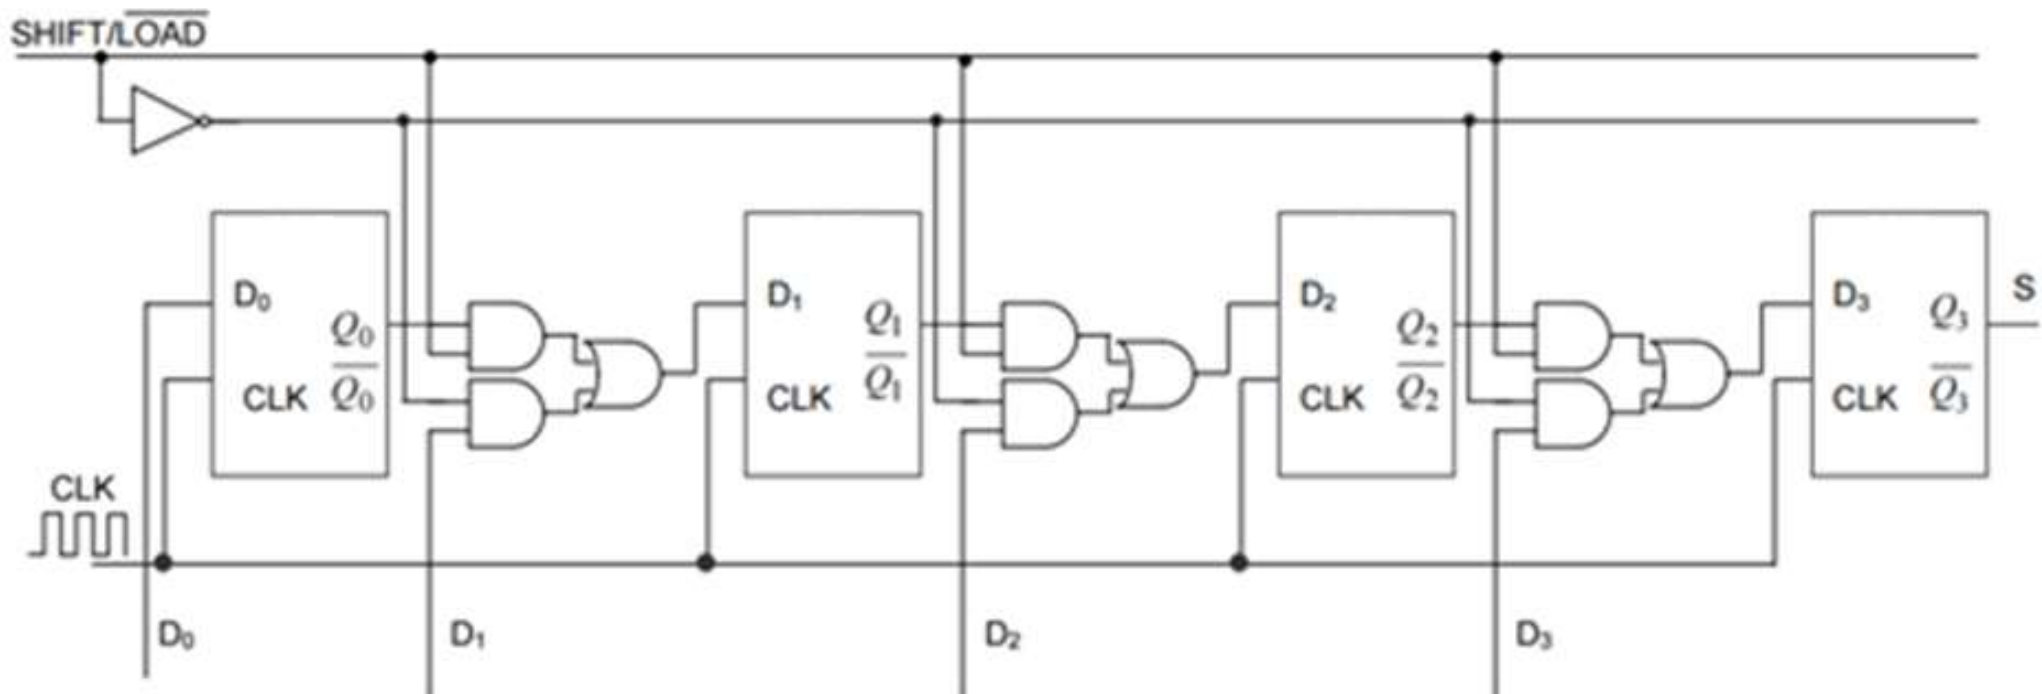 SHIFT/L̅O̅A̅D̅
D₀
Q₀
CLK
Q̅₀
D₁
Q₁
CLK
Q̅₁
D₂
Q₂
CLK
Q̅₂
D₃
Q₃
CLK
Q̅₃
S
CLK
D₀
D₁
D₂
D₃